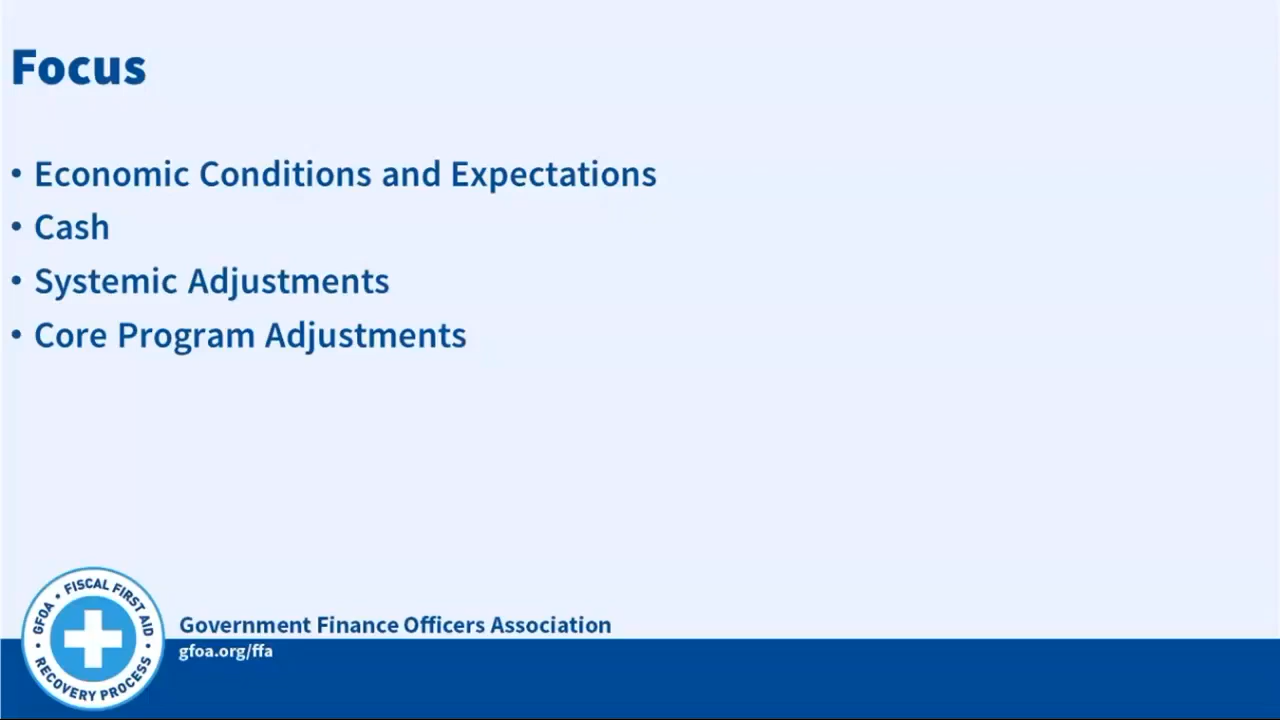 Focus
• Economic Conditions and Expectations
• Cash
• Systemic Adjustments
• Core Program Adjustments
GFOA • FISCAL FIRST AID • RECOVERY PROCESS •
Government Finance Officers Association
gfoa.org/ffa